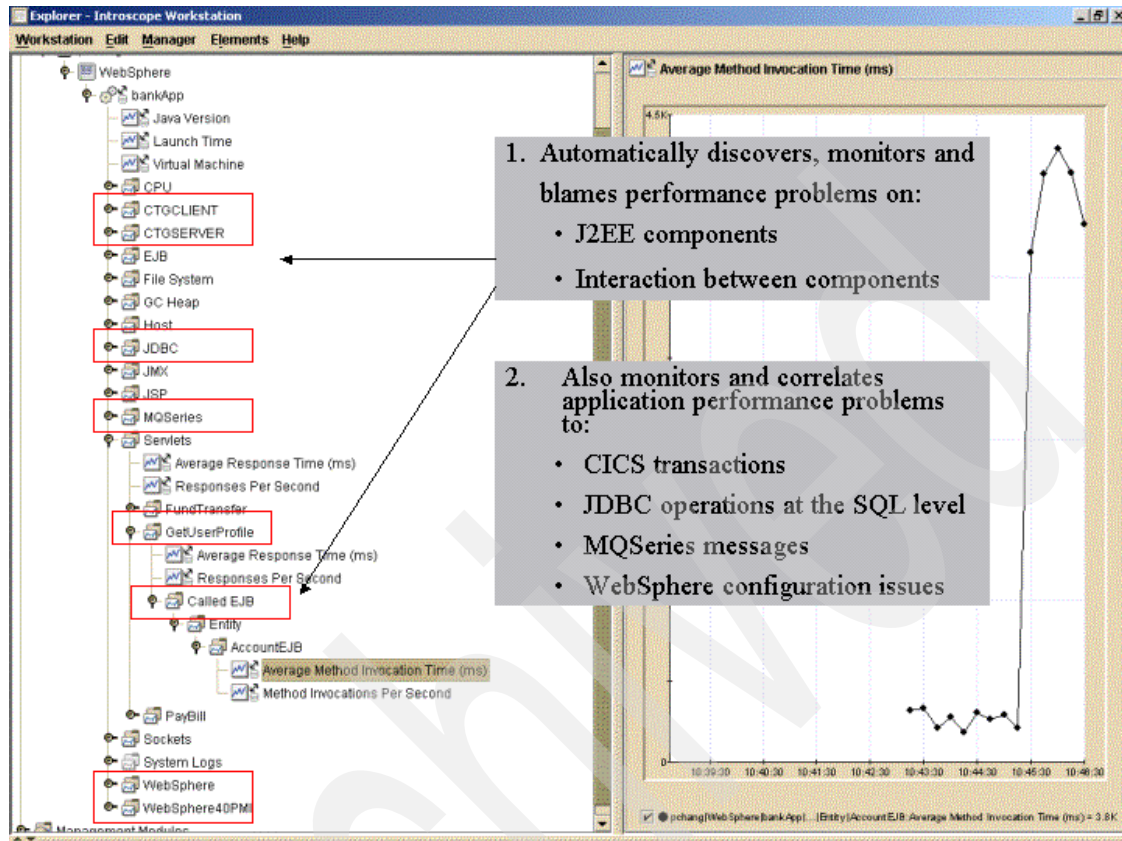 Explorer - Introscope Workstation
Workstation Edit Manager Elements Help
WebSphere
bankApp
Java Version
Launch Time
Virtual Machine
CPU
CTGCLIENT
CTGSERVER
EJB
File System
GC Heap
Host
JDBC
JMX
JSP
MQSeries
Servlets
Average Response Time (ms)
Responses Per Second
FundTransfer
GetUserProfile
Average Response Time (ms)
Responses Per Second
Called EJB
Entity
AccountEJB
Average Method Invocation Time (ms)
Method Invocations Per Second
PayBill
Sockets
System Logs
WebSphere
WebSphere40PMI
Management Modules
Average Method Invocation Time (ms)
4.5K
1. Automatically discovers, monitors and
blames performance problems on:
• J2EE components
• Interaction between components
2. Also monitors and correlates
application performance problems
to:
• CICS transactions
• JDBC operations at the SQL level
• MQSeries messages
• WebSphere configuration issues
0
10:39:30 10:40:30 10:41:30 10:42:30 10:43:30 10:44:30 10:45:30 10:46:30
pchang|WebSphere|bankApp|...|Entity|AccountEJB:Average Method Invocation Time (ms) = 3.8K